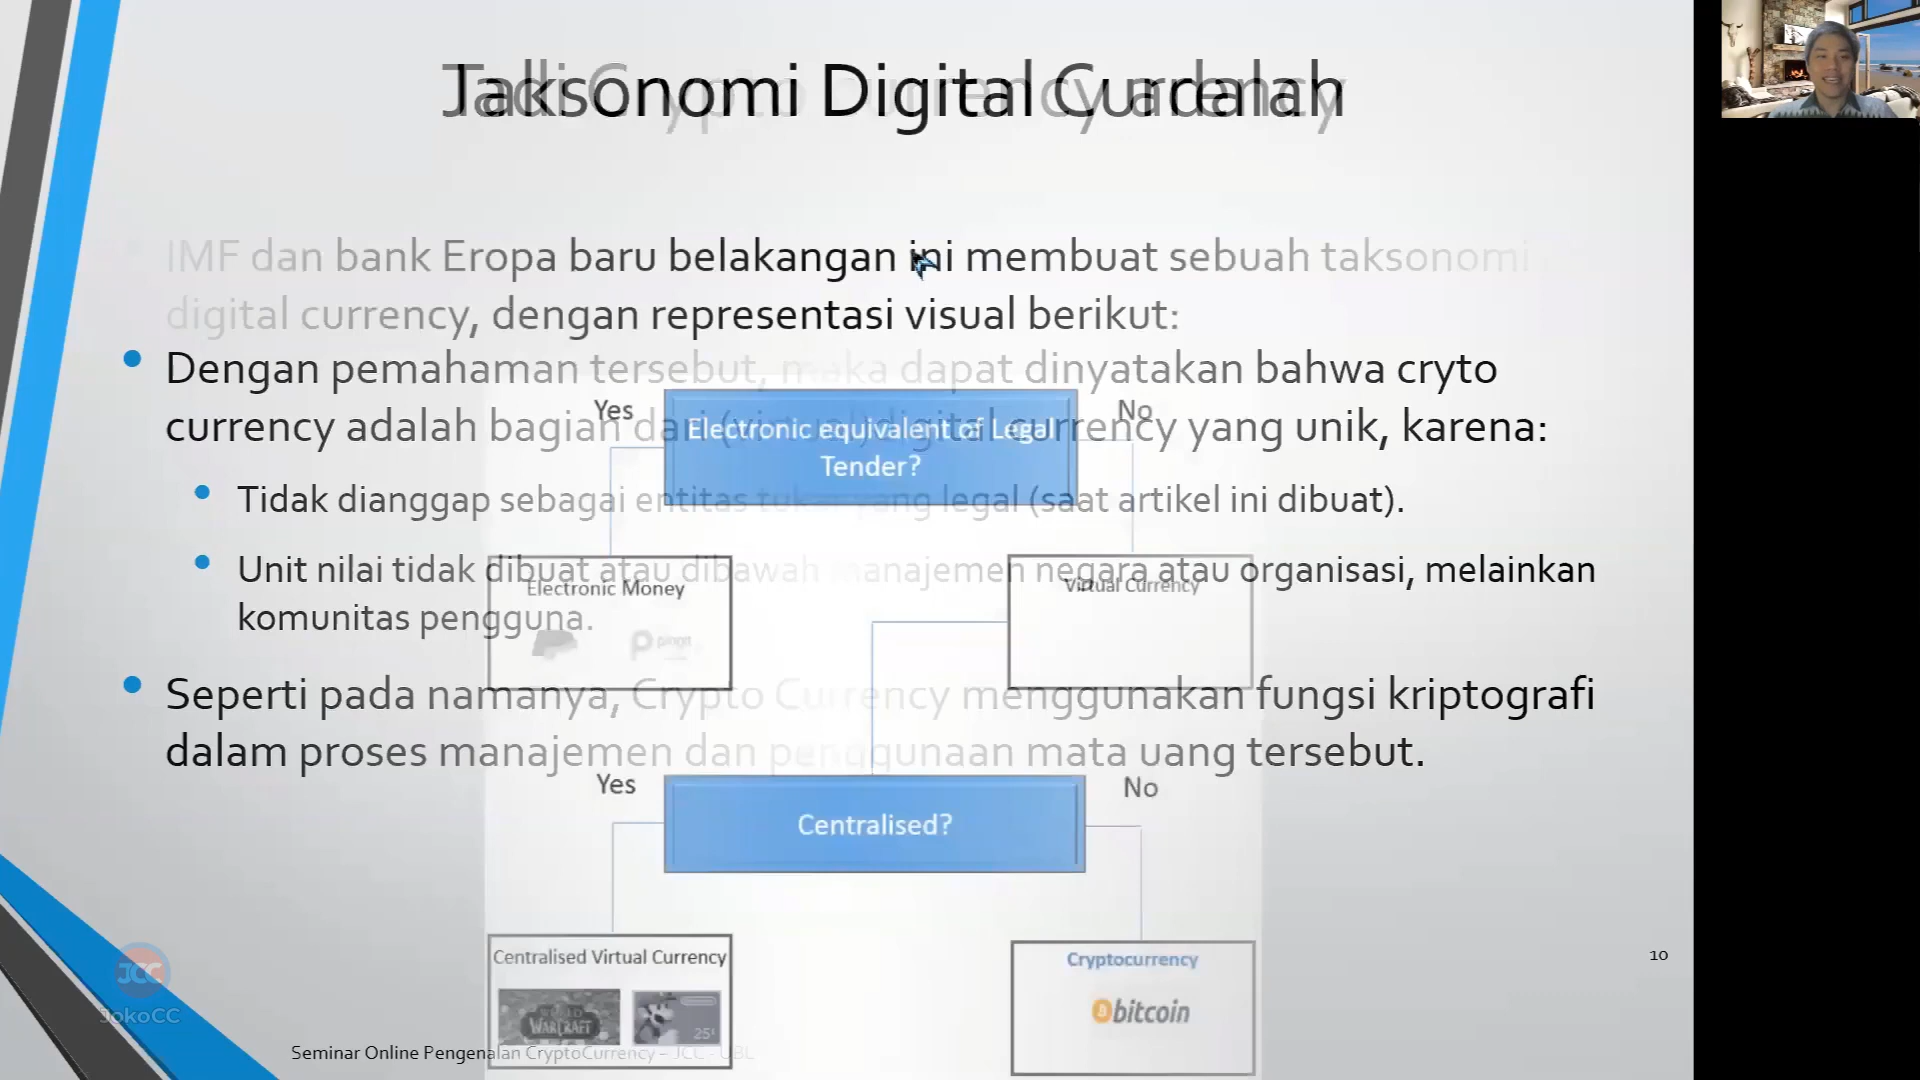 Taksonomi Digital Currency
Jadi Crypto currency adalah
IMF dan bank Eropa baru belakangan ini membuat sebuah taksonomi
digital currency, dengan representasi visual berikut:
Dengan pemahaman tersebut, maka dapat dinyatakan bahwa cryto
currency adalah bagian dari (virtual)digital currency yang unik, karena:
Tidak dianggap sebagai entitas tukar yang legal (saat artikel ini dibuat).
Unit nilai tidak dibuat atau dibawah manajemen negara atau organisasi, melainkan
komunitas pengguna.
Seperti pada namanya, Crypto Currency menggunakan fungsi kriptografi
dalam proses manajemen dan penggunaan mata uang tersebut.
Yes
Electronic equivalent of Legal
Tender?
No
Electronic Money
Virtual Currency
Yes
Centralised?
No
Centralised Virtual Currency
WORLD
WARCRAFT
25
Cryptocurrency
bitcoin
10
JCC
JokoCC
Seminar Online Pengenalan CryptoCurrency – JCC - UBL